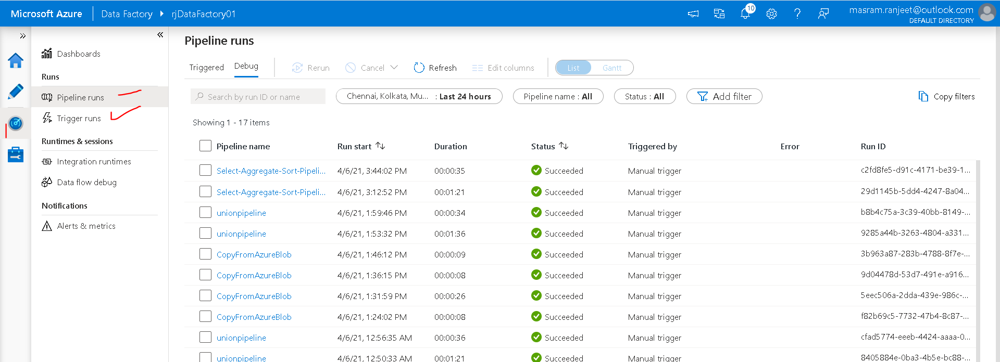 Microsoft Azure Data Factory rjDataFactory01 10 masram.ranjeet@outlook.com
DEFAULT DIRECTORY
Dashboards
Runs
Pipeline runs
Trigger runs
Runtimes & sessions
Integration runtimes
Data flow debug
Notifications
Alerts & metrics
Pipeline runs
Triggered Debug Rerun Cancel Refresh Edit columns List Gantt
Search by run ID or name Chennai, Kolkata, Mu... : Last 24 hours Pipeline name : All Status : All Add filter Copy filters
Showing 1 - 17 items
Pipeline name Run start Duration Status Triggered by Error Run ID
Select-Aggregate-Sort-Pipeli... 4/6/21, 3:44:02 PM 00:00:35 Succeeded Manual trigger c2fd8fe5-d91c-4171-be39-1...
Select-Aggregate-Sort-Pipeli... 4/6/21, 3:12:52 PM 00:01:21 Succeeded Manual trigger 29d1145b-5dd4-4247-8a04...
unionpipeline 4/6/21, 1:59:46 PM 00:00:34 Succeeded Manual trigger b8b4c75a-3c39-40bb-8149-...
unionpipeline 4/6/21, 1:53:32 PM 00:01:36 Succeeded Manual trigger 9285a44b-3263-4804-a331...
CopyFromAzureBlob 4/6/21, 1:46:12 PM 00:00:09 Succeeded Manual trigger 3b963a87-283b-4788-8f7e-...
CopyFromAzureBlob 4/6/21, 1:36:15 PM 00:00:08 Succeeded Manual trigger 9d04478d-53d7-491e-a916...
CopyFromAzureBlob 4/6/21, 1:31:59 PM 00:00:26 Succeeded Manual trigger 5eec506a-2dda-439e-986c-...
CopyFromAzureBlob 4/6/21, 1:24:02 PM 00:00:08 Succeeded Manual trigger f82b69c5-7732-47b4-8c87-...
unionpipeline 4/6/21, 12:56:35 AM 00:00:36 Succeeded Manual trigger cfad5774-eeeb-4424-aaaa-0...
unionpipeline 4/6/21, 12:50:33 AM 00:01:21 Succeeded Manual trigger 8405884e-0ba3-4b5e-bc88-...